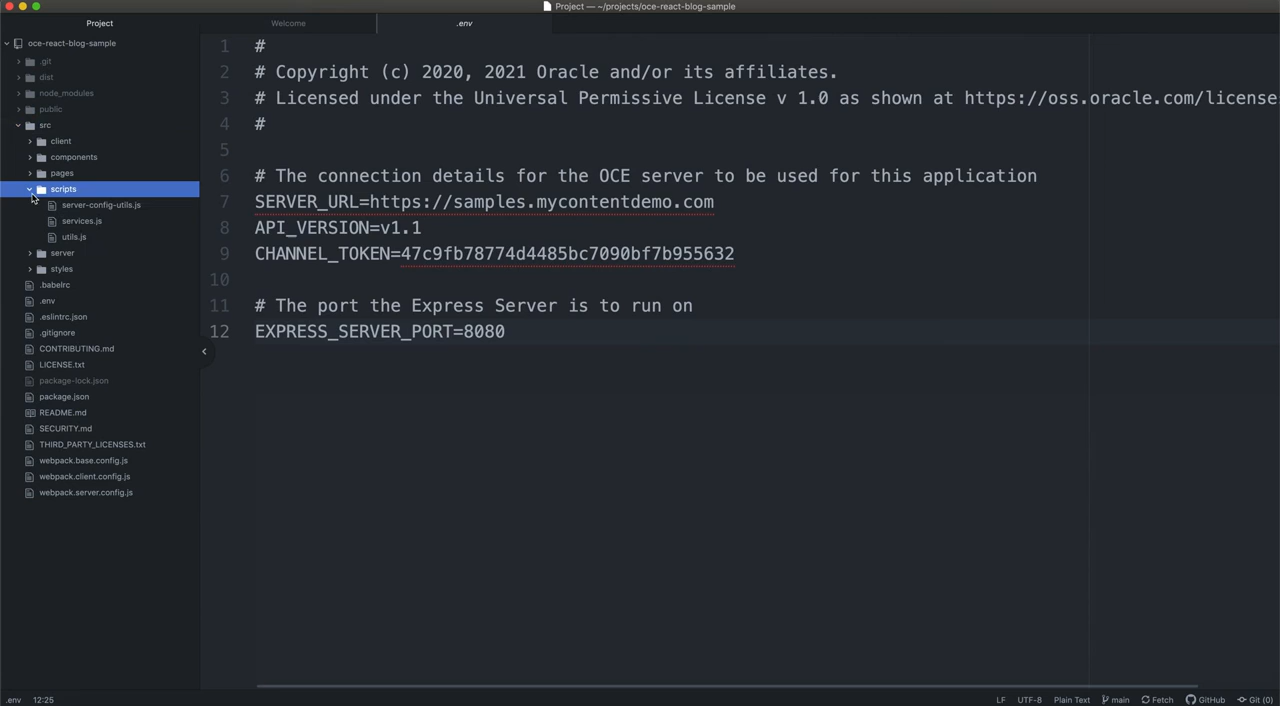 Project — ~/projects/oce-react-blog-sample
Project
Welcome
.env
oce-react-blog-sample
.git
dist
node_modules
public
src
client
components
pages
scripts
server-config-utils.js
services.js
utils.js
server
styles
.babelrc
.env
.eslintrc.json
.gitignore
CONTRIBUTING.md
LICENSE.txt
package-lock.json
package.json
README.md
SECURITY.md
THIRD_PARTY_LICENSES.txt
webpack.base.config.js
webpack.client.config.js
webpack.server.config.js
1 #
2 # Copyright (c) 2020, 2021 Oracle and/or its affiliates.
3 # Licensed under the Universal Permissive License v 1.0 as shown at https://oss.oracle.com/license
4 #
5
6 # The connection details for the OCE server to be used for this application
7 SERVER_URL=https://samples.mycontentdemo.com
8 API_VERSION=v1.1
9 CHANNEL_TOKEN=47c9fb78774d4485bc7090bf7b955632
10
11 # The port the Express Server is to run on
12 EXPRESS_SERVER_PORT=8080
.env 12:25 LF UTF-8 Plain Text main Fetch GitHub Git (0)